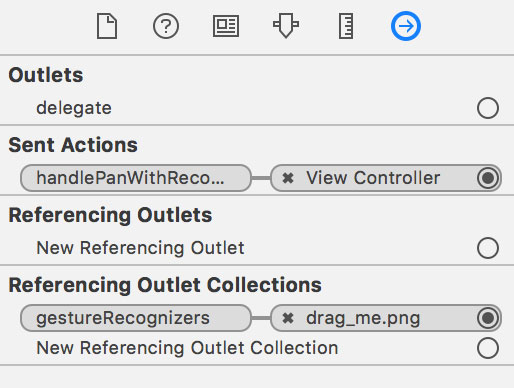 Outlets
delegate
Sent Actions
handlePanWithReco... ✖ View Controller
Referencing Outlets
New Referencing Outlet
Referencing Outlet Collections
gestureRecognizers ✖ drag_me.png
New Referencing Outlet Collection